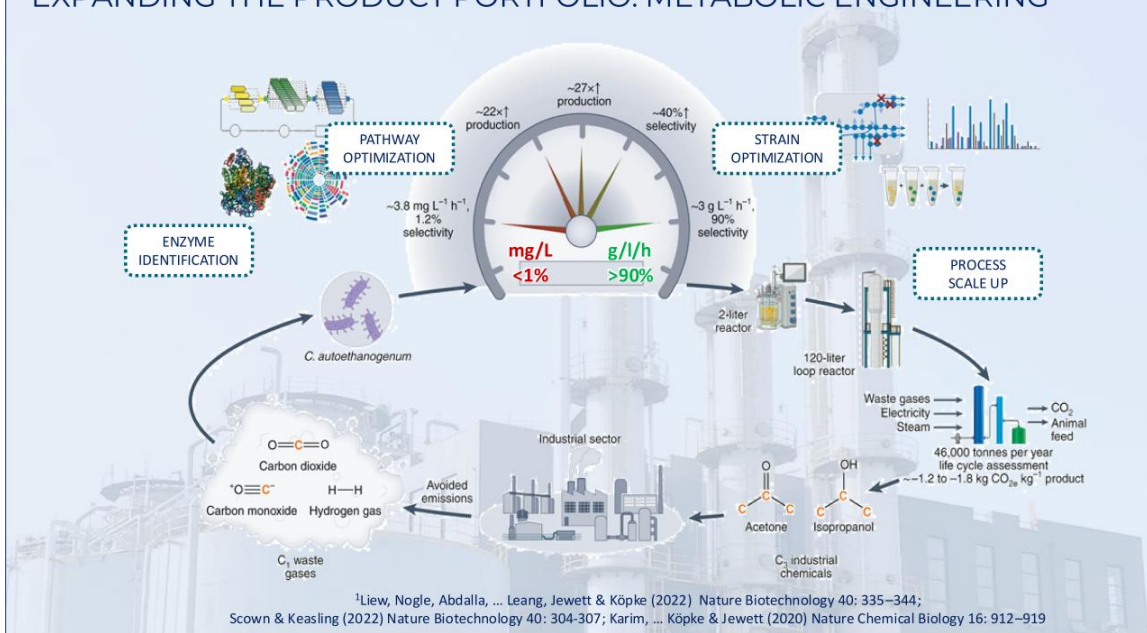 EXPANDING THE PRODUCT PORTFOLIO: METABOLIC ENGINEERING
~27×↑
production
~22×↑
production
~40%↑
selectivity
PATHWAY
OPTIMIZATION
STRAIN
OPTIMIZATION
~3.8 mg L⁻¹ h⁻¹,
1.2%
selectivity
~3 g L⁻¹ h⁻¹,
90%
selectivity
ENZYME
IDENTIFICATION
mg/L
<1%
g/l/h
>90%
PROCESS
SCALE UP
C. autoethanogenum
2-liter
reactor
120-liter
loop reactor
Waste gases
Electricity
Steam
CO₂
Animal
feed
46,000 tonnes per year
life cycle assessment
~−1.2 to −1.8 kg CO₂ₑ kg⁻¹ product
O=C=O
Carbon dioxide
⁺O≡C⁻
Carbon monoxide
H—H
Hydrogen gas
C₁ waste
gases
Avoided
emissions
Industrial sector
O
C C C
Acetone
OH
C C C
Isopropanol
C₃ industrial
chemicals
¹Liew, Nogle, Abdalla, ... Leang, Jewett & Köpke (2022) Nature Biotechnology 40: 335–344;
Scown & Keasling (2022) Nature Biotechnology 40: 304-307; Karim, ... Köpke & Jewett (2020) Nature Chemical Biology 16: 912–919